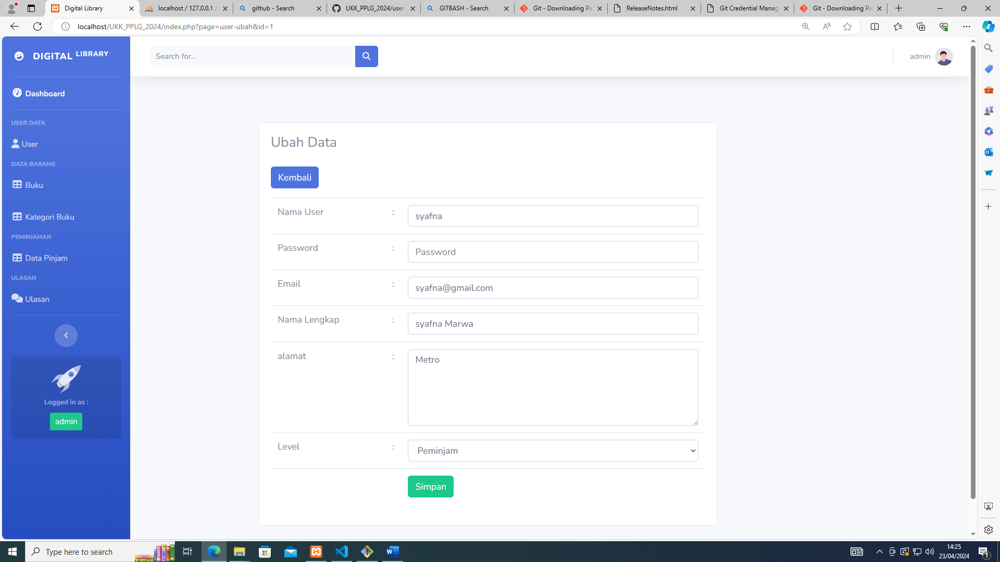 Digital Library
localhost / 127.0.0.1 /
github - Search
UKK_PPLG_2024/user-
GITBASH - Search
Git - Downloading Pa
ReleaseNotes.html
Git Credential Manag
Git - Downloading Pa
localhost/UKK_PPLG_2024/index.php?page=user-ubah&id=1
DIGITAL LIBRARY
Search for...
admin
Dashboard
USER DATA
User
DATA BARANG
Buku
Kategori Buku
PEMINJAMAN
Data Pinjam
ULASAN
Ulasan
Logged in as :
admin
Ubah Data
Kembali
Nama User : syafna
Password : Password
Email : syafna@gmail.com
Nama Lengkap : syafna Marwa
alamat : Metro
Level : Peminjam
Simpan
Type here to search
14:25
23/04/2024
1